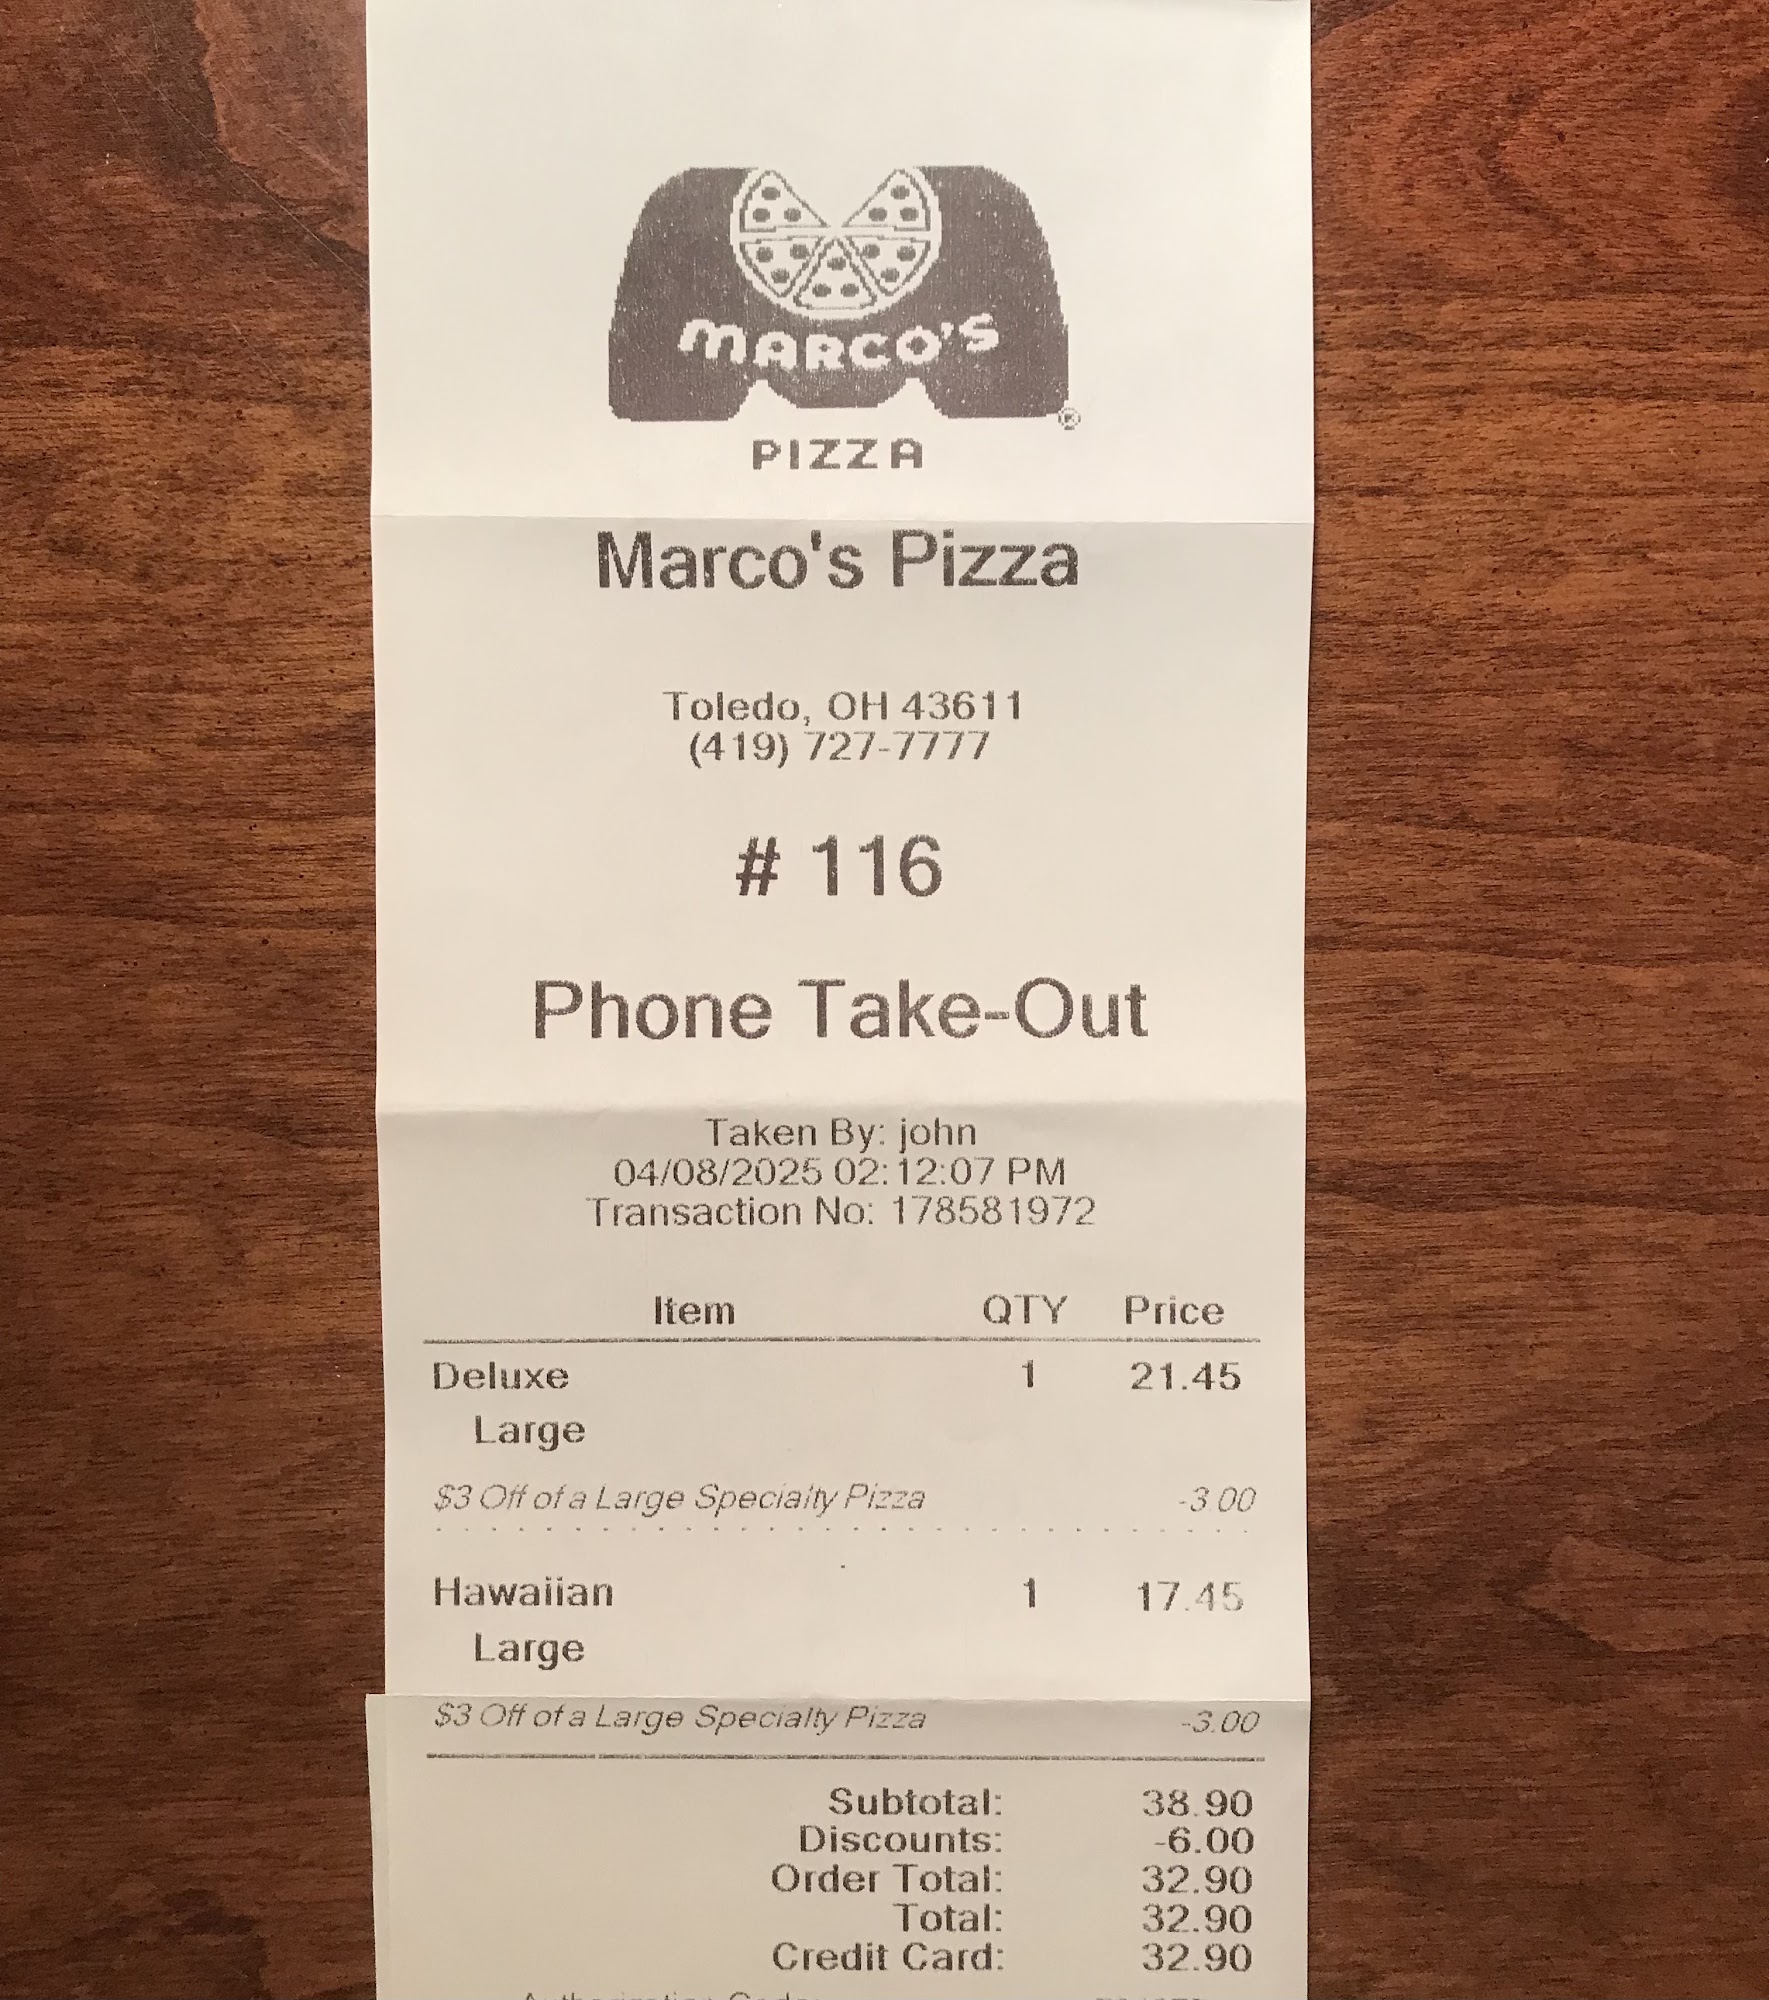 MARCO'S
®
PIZZA
Marco's Pizza
Toledo, OH 43611
(419) 727-7777
# 116
Phone Take-Out
Taken By: john
04/08/2025 02:12:07 PM
Transaction No: 178581972
Item QTY Price
Deluxe 1 21.45
Large
$3 Off of a Large Specialty Pizza -3.00
Hawaiian 1 17.45
Large
$3 Off of a Large Specialty Pizza -3.00
Subtotal: 38.90
Discounts: -6.00
Order Total: 32.90
Total: 32.90
Credit Card: 32.90